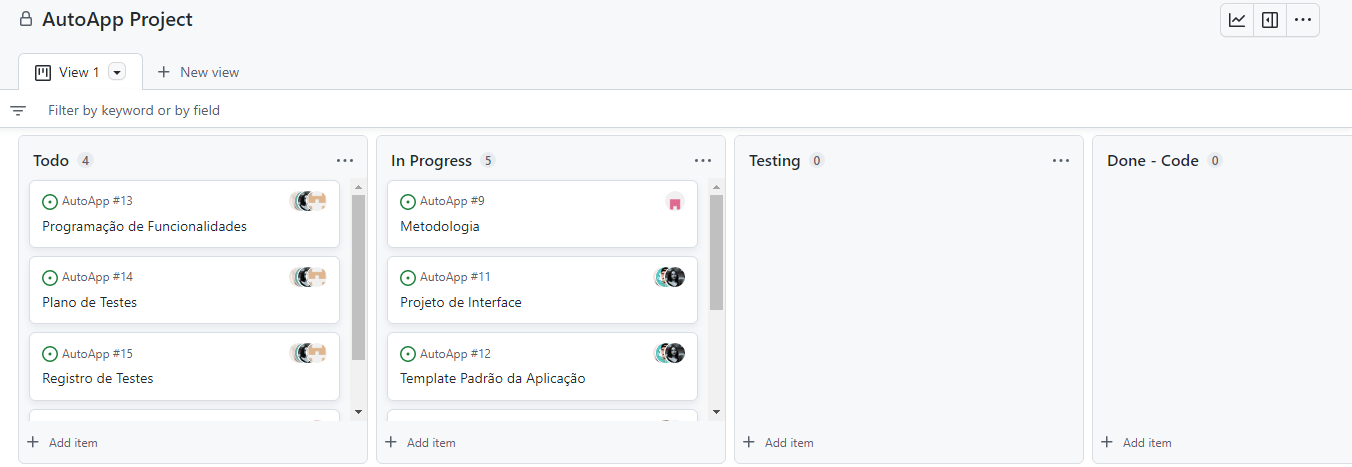 AutoApp Project
View 1
New view
Filter by keyword or by field
Todo 4
AutoApp #13
Programação de Funcionalidades
AutoApp #14
Plano de Testes
AutoApp #15
Registro de Testes
Add item
In Progress 5
AutoApp #9
Metodologia
AutoApp #11
Projeto de Interface
AutoApp #12
Template Padrão da Aplicação
Add item
Testing 0
Add item
Done - Code 0
Add item